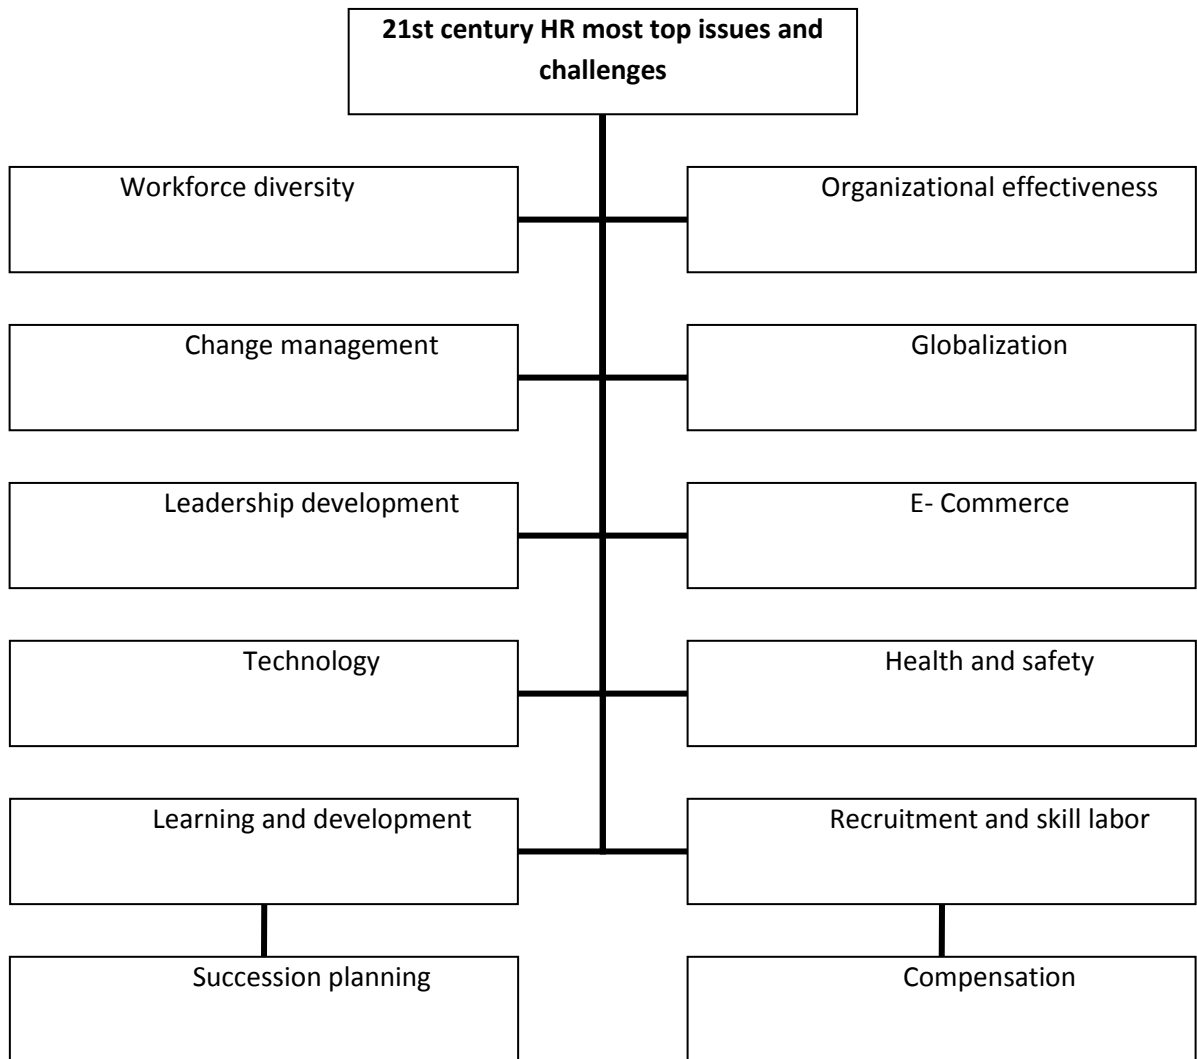 21st century HR most top issues and
challenges
Workforce diversity
Organizational effectiveness
Change management
Globalization
Leadership development
E- Commerce
Technology
Health and safety
Learning and development
Recruitment and skill labor
Succession planning
Compensation